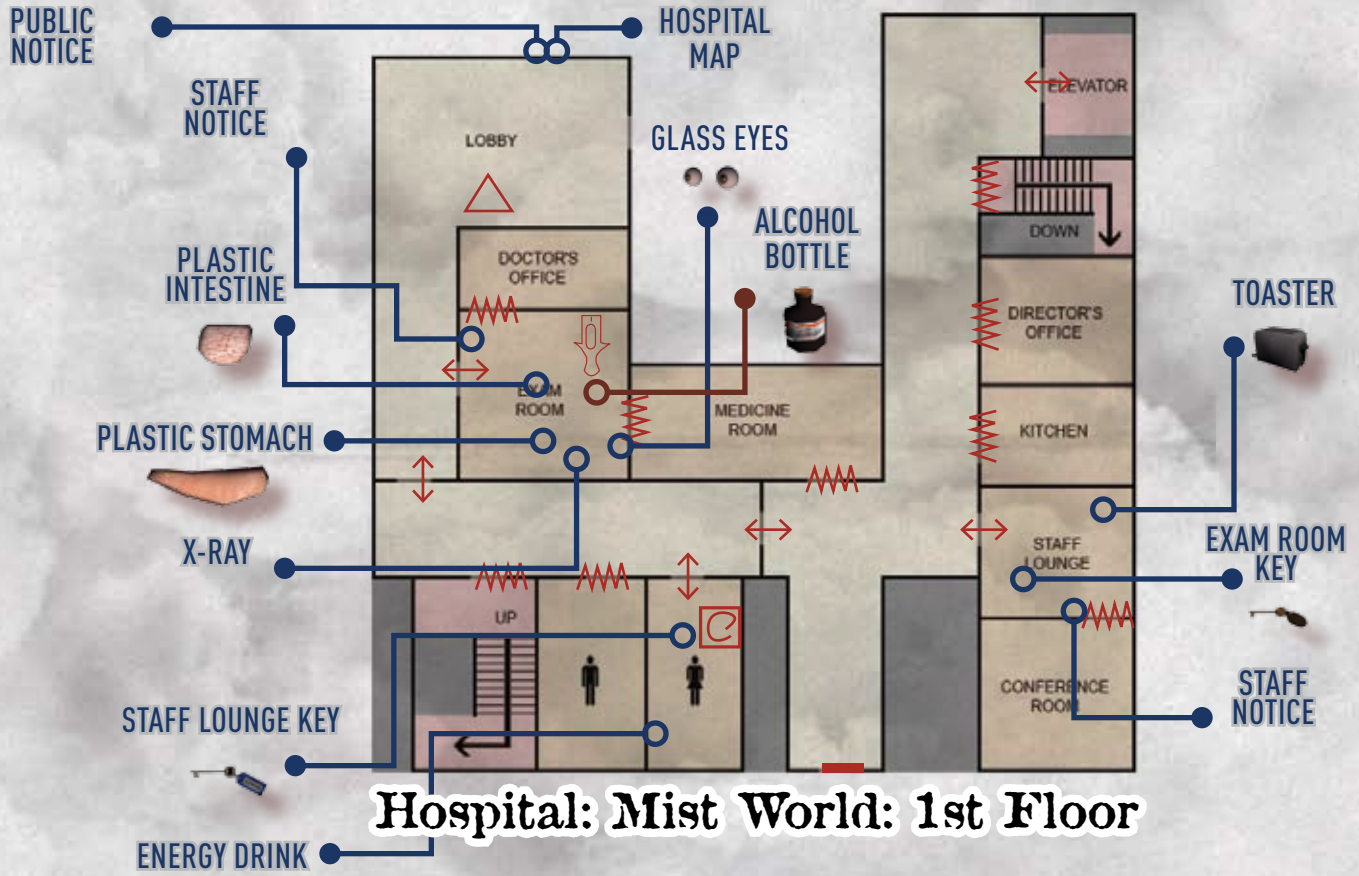 PUBLIC
NOTICE
HOSPITAL
MAP
STAFF
NOTICE
LOBBY
GLASS EYES
ELEVATOR
ALCOHOL
BOTTLE
DOWN
PLASTIC
INTESTINE
DOCTOR'S
OFFICE
TOASTER
DIRECTOR'S
OFFICE
EXAM
ROOM
MEDICINE
ROOM
KITCHEN
PLASTIC STOMACH
X-RAY
STAFF
LOUNGE
EXAM ROOM
KEY
UP
CONFERENCE
ROOM
STAFF
NOTICE
STAFF LOUNGE KEY
Hospital: Mist World: 1st Floor
ENERGY DRINK